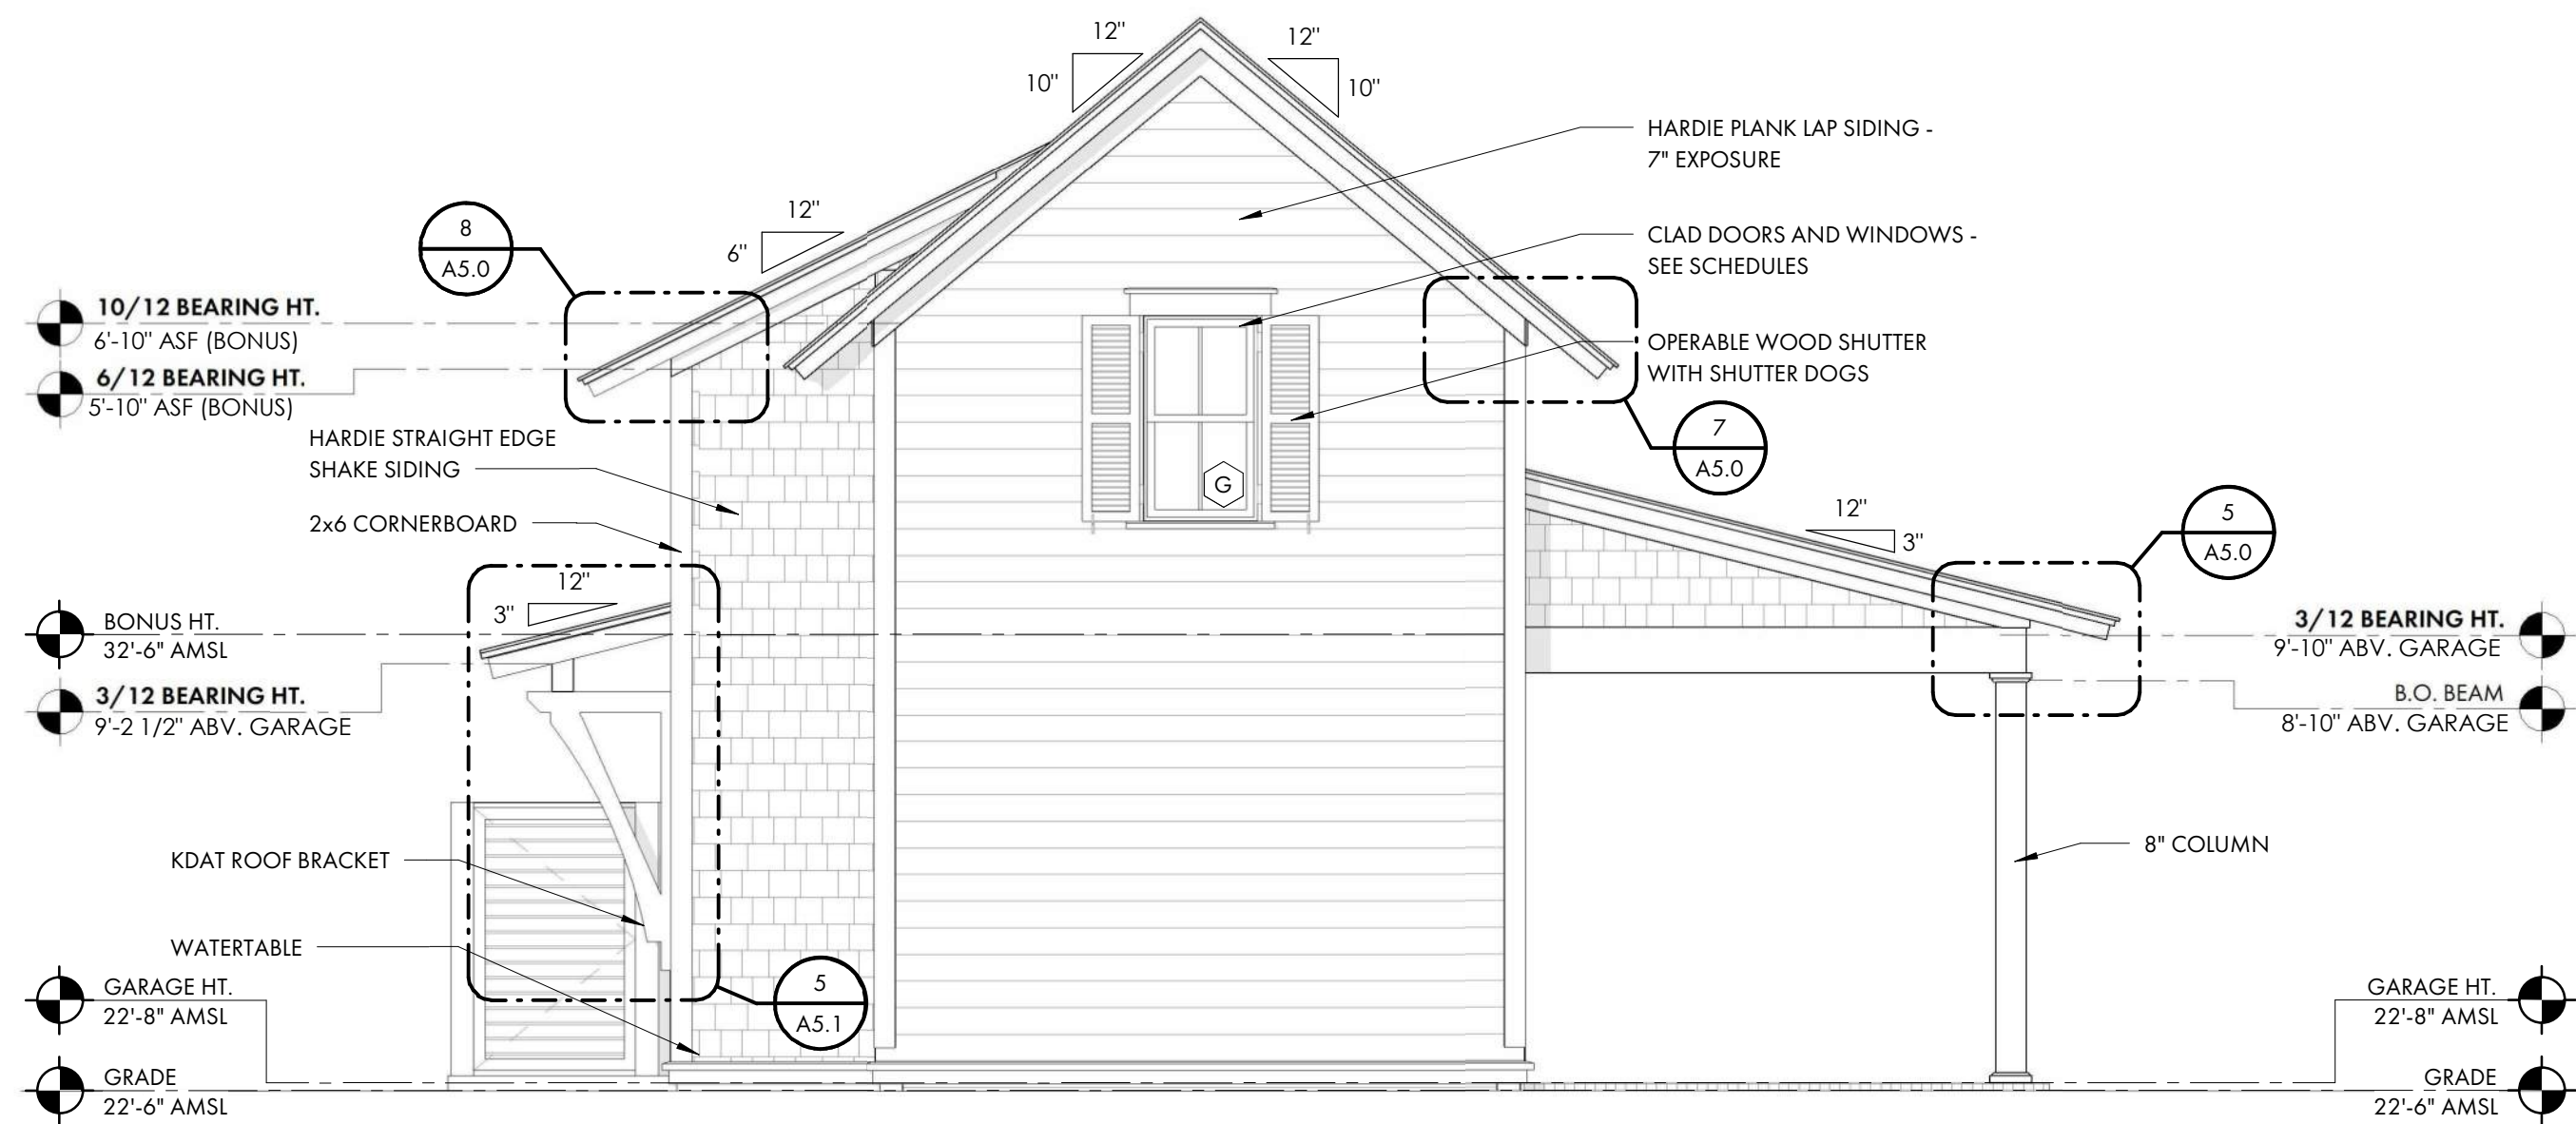 12"
12"
10"
10"
HARDIE PLANK LAP SIDING -
7" EXPOSURE
12"
6"
8
A5.0
CLAD DOORS AND WINDOWS -
SEE SCHEDULES
10/12 BEARING HT.
6'-10" ASF (BONUS)
6/12 BEARING HT.
5'-10" ASF (BONUS)
OPERABLE WOOD SHUTTER
WITH SHUTTER DOGS
7
A5.0
HARDIE STRAIGHT EDGE
SHAKE SIDING
G
2x6 CORNERBOARD
12"
3"
5
A5.0
12"
3"
BONUS HT.
32'-6" AMSL
3/12 BEARING HT.
9'-2 1/2" ABV. GARAGE
3/12 BEARING HT.
9'-10" ABV. GARAGE
B.O. BEAM
8'-10" ABV. GARAGE
KDAT ROOF BRACKET
8" COLUMN
WATERTABLE
5
A5.1
GARAGE HT.
22'-8" AMSL
GRADE
22'-6" AMSL
GARAGE HT.
22'-8" AMSL
GRADE
22'-6" AMSL